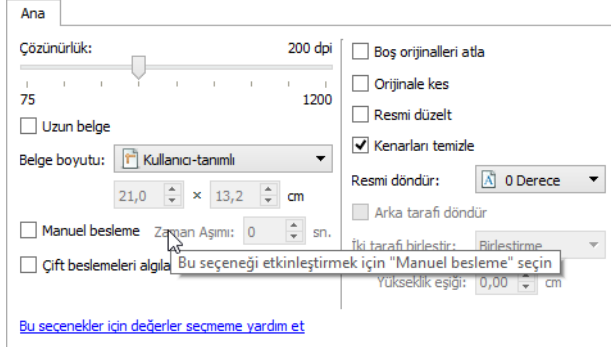 Ana
Çözünürlük: 200 dpi
75 1200
Uzun belge
Belge boyutu: Kullanıcı-tanımlı
21,0 × 13,2 cm
Manuel besleme Zaman Aşımı: 0 sn.
Çift beslemeleri algıla
Bu seçenekler için değerler seçmeme yardım et
Boş orijinalleri atla
Orijinale kes
Resmi düzelt
Kenarları temizle
Resmi döndür: A 0 Derece
Arka tarafı döndür
İki tarafı birleştir: Birleştirme
Bu seçeneği etkinleştirmek için "Manuel besleme" seçin
Yükseklik eşiği: 0,00 cm